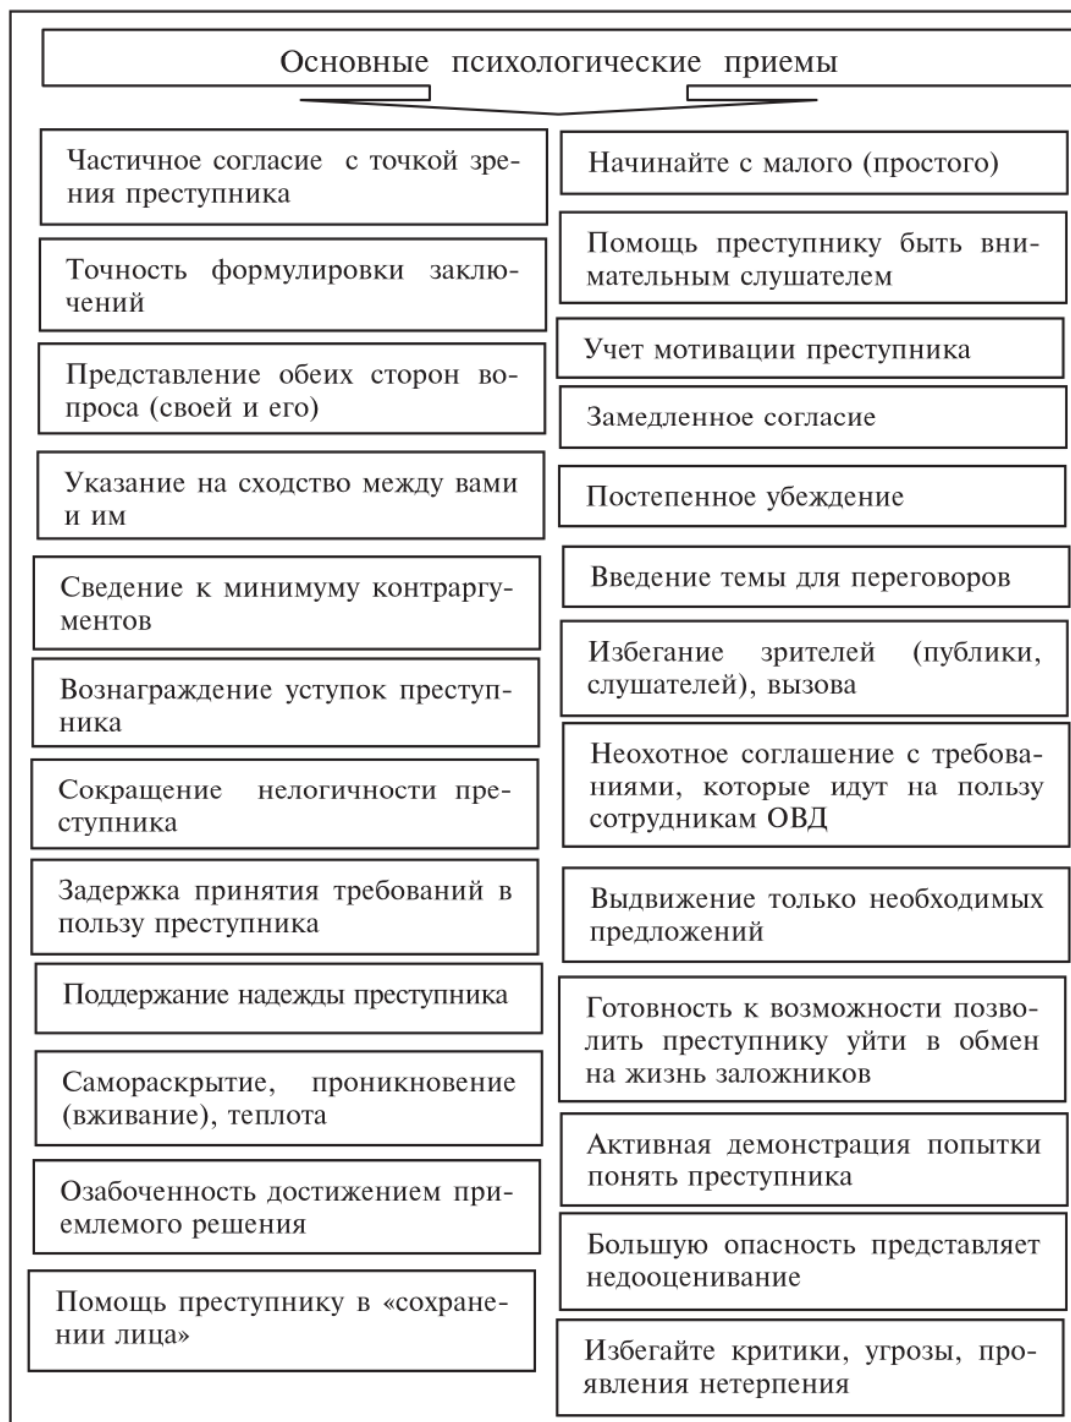 Основные психологические приемы
Частичное согласие с точкой зре-
ния преступника
Точность формулировки заклю-
чений
Представление обеих сторон во-
проса (своей и его)
Указание на сходство между вами
и им
Сведение к минимуму контраргу-
ментов
Вознаграждение уступок преступ-
ника
Сокращение нелогичности пре-
ступника
Задержка принятия требований в
пользу преступника
Поддержание надежды преступника
Самораскрытие, проникновение
(вживание), теплота
Озабоченность достижением при-
емлемого решения
Помощь преступнику в «сохране-
нии лица»
Начинайте с малого (простого)
Помощь преступнику быть вни-
мательным слушателем
Учет мотивации преступника
Замедленное согласие
Постепенное убеждение
Введение темы для переговоров
Избегание зрителей (публики,
слушателей), вызова
Неохотное соглашение с требова-
ниями, которые идут на пользу
сотрудникам ОВД
Выдвижение только необходимых
предложений
Готовность к возможности позво-
лить преступнику уйти в обмен
на жизнь заложников
Активная демонстрация попытки
понять преступника
Большую опасность представляет
недооценивание
Избегайте критики, угрозы, про-
явления нетерпения